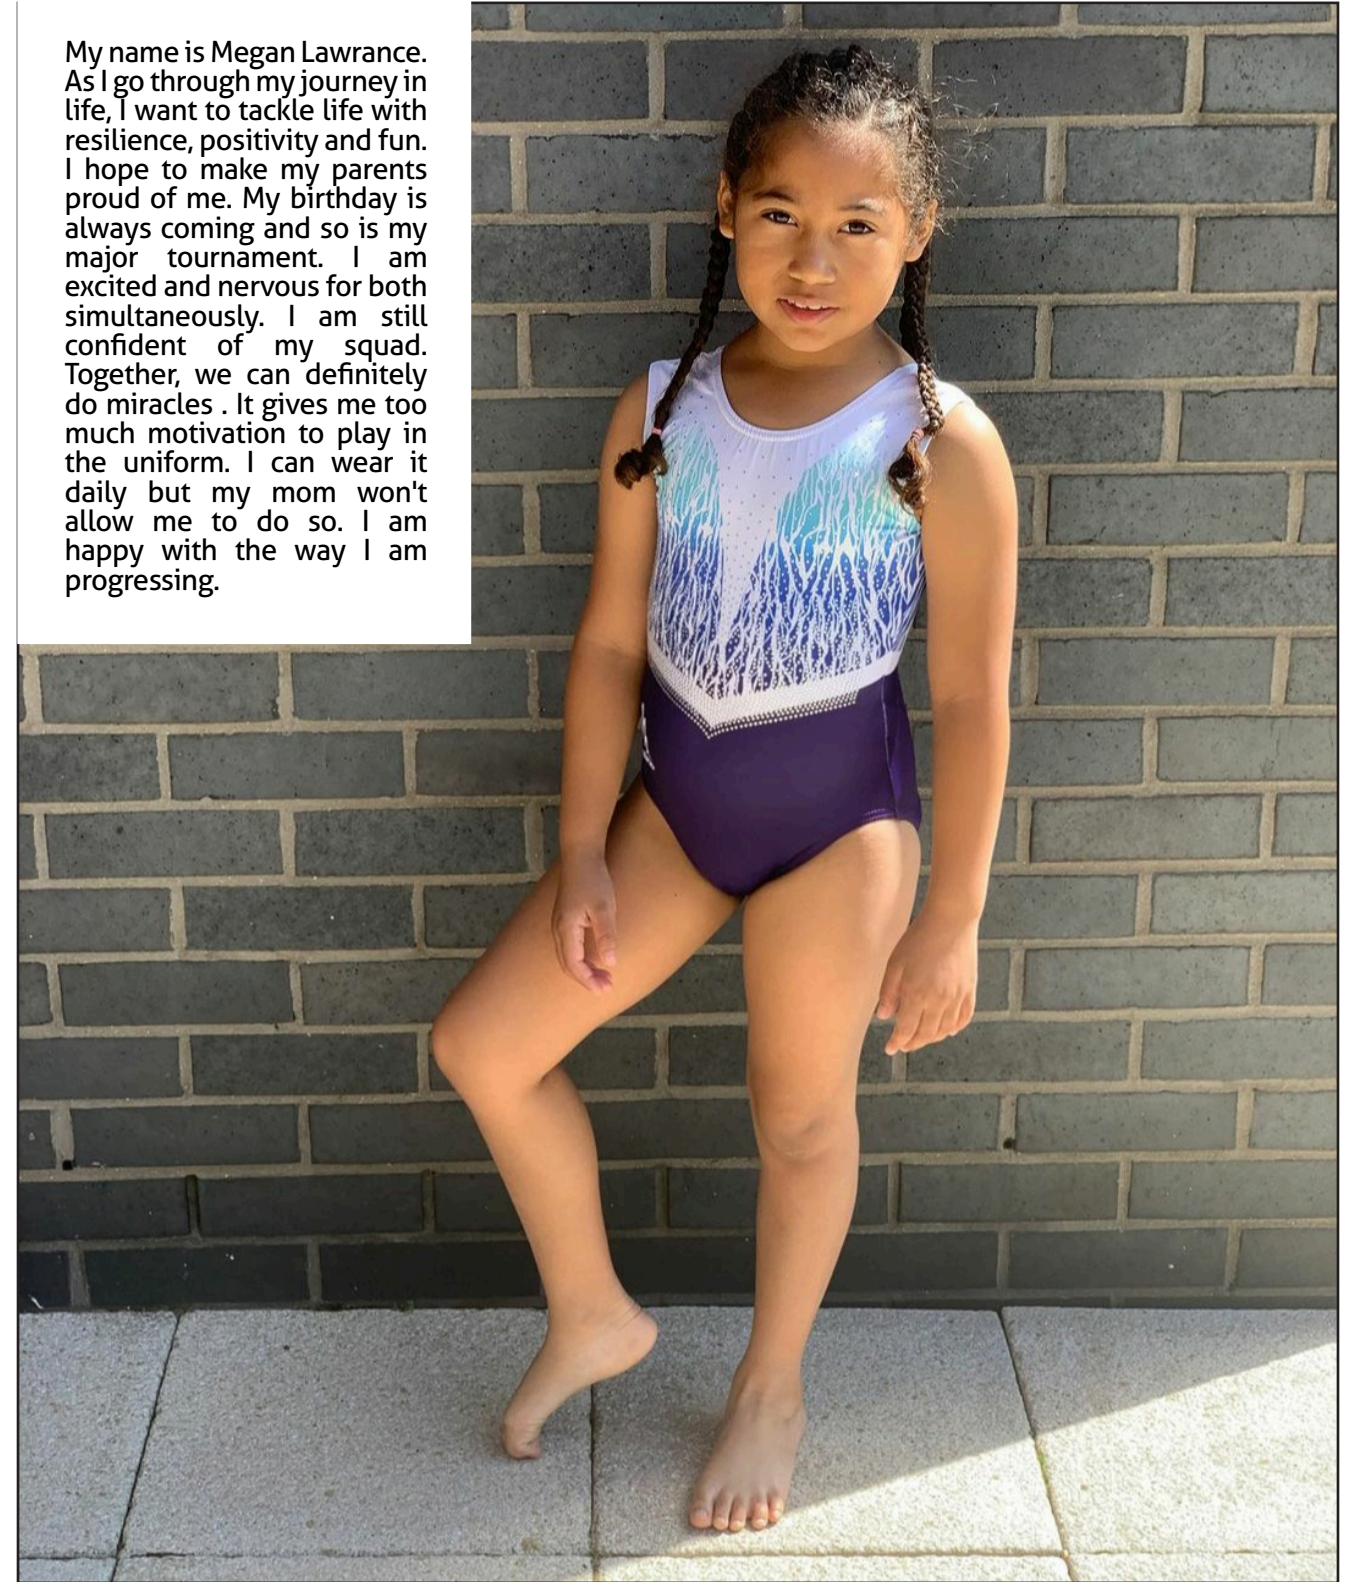 My name is Megan Lawrance.
As I go through my journey in
life, I want to tackle life with
resilience, positivity and fun.
I hope to make my parents
proud of me. My birthday is
always coming and so is my
major tournament. I am
excited and nervous for both
simultaneously. I am still
confident of my squad.
Together, we can definitely
do miracles . It gives me too
much motivation to play in
the uniform. I can wear it
daily but my mom won't
allow me to do so. I am
happy with the way I am
progressing.